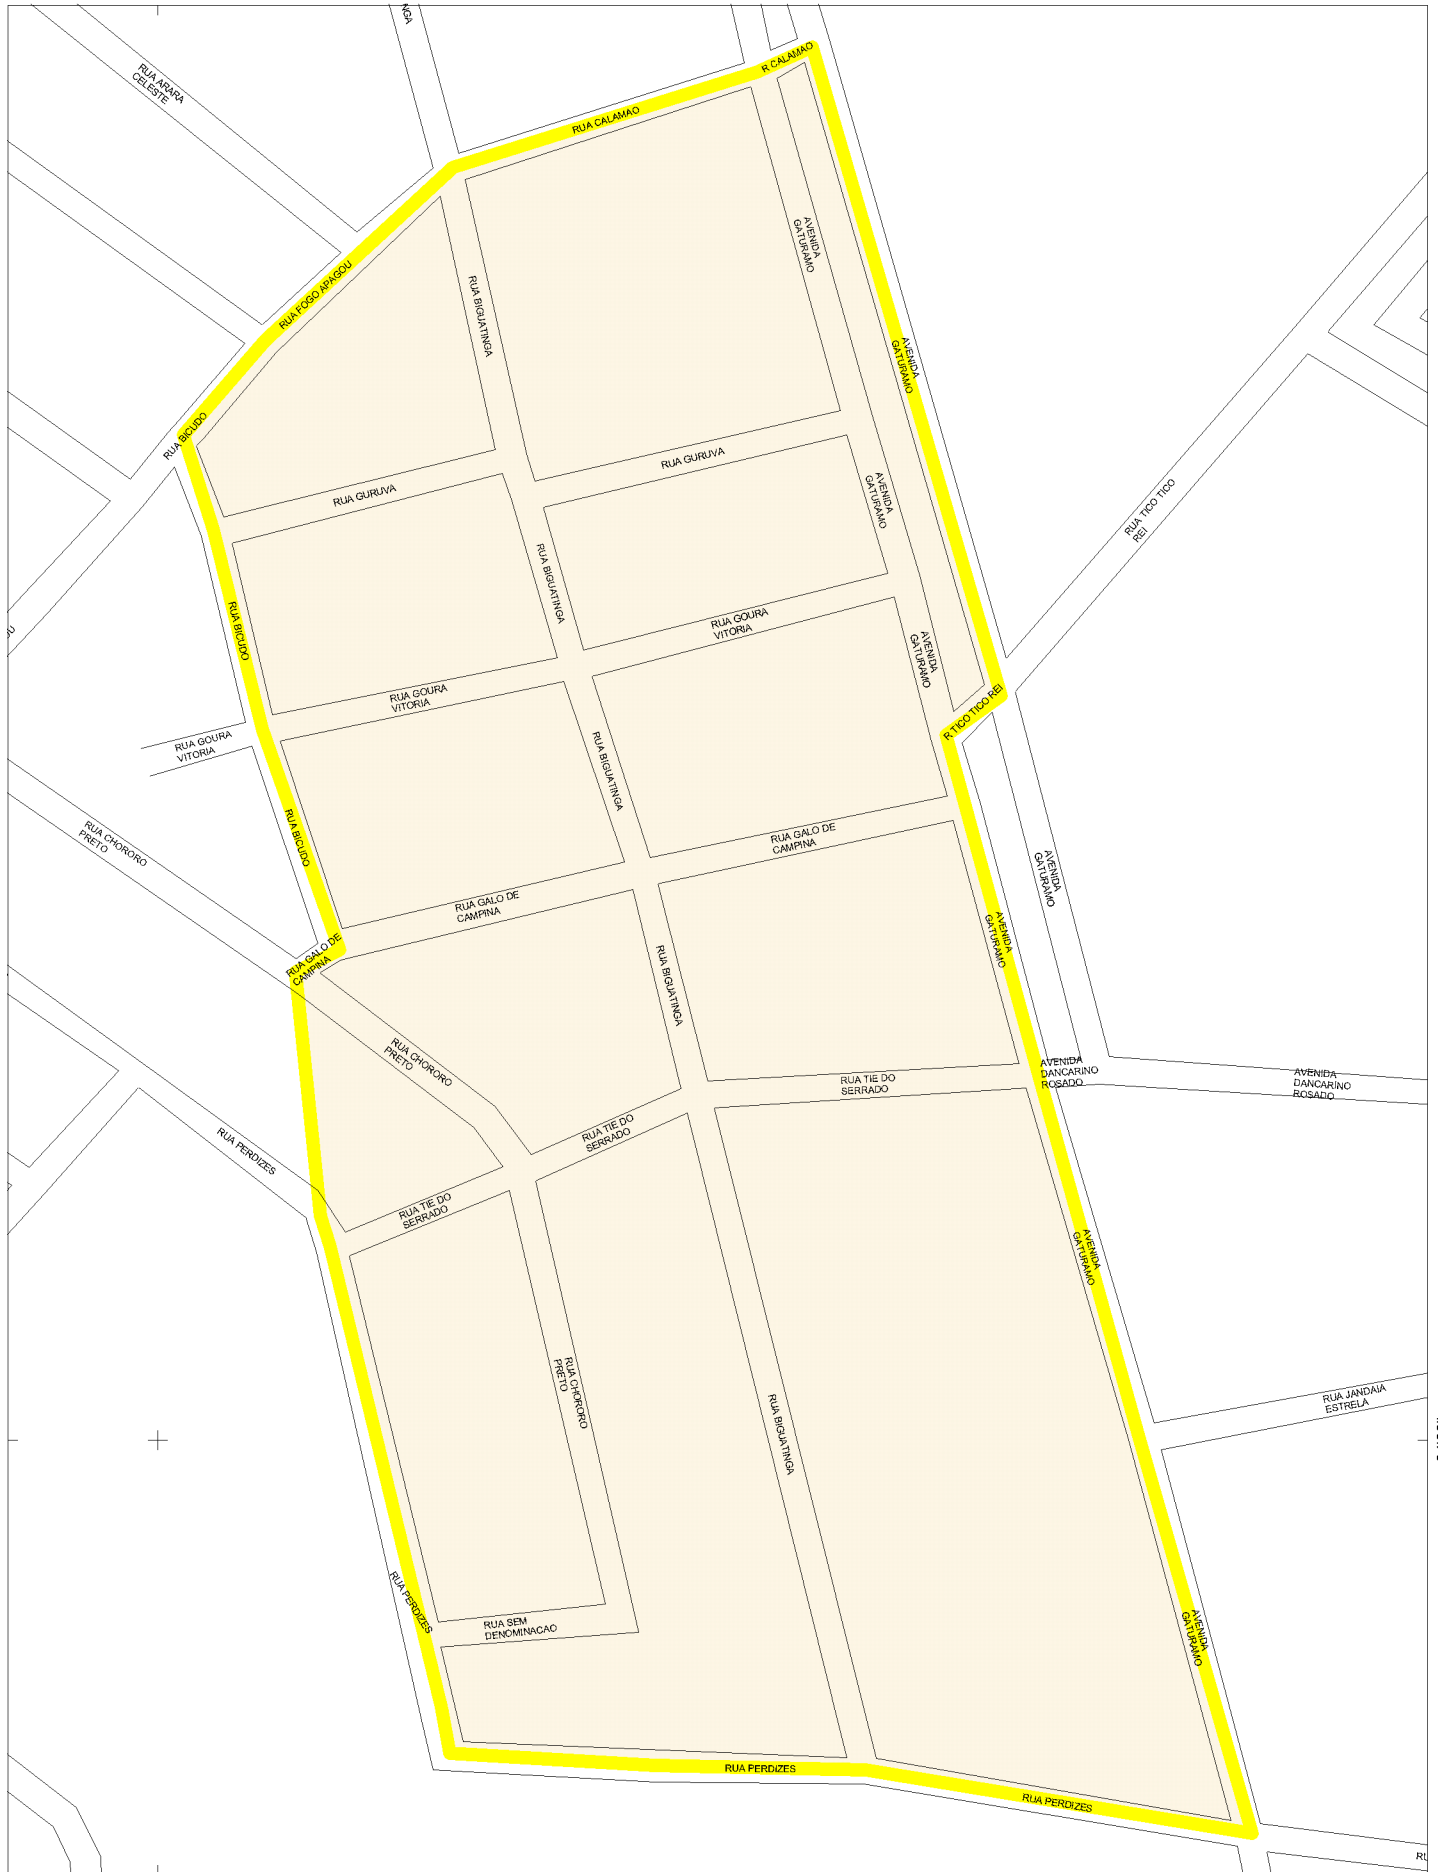 NGA
R CALAMAO
RUA ARARA
CELESTE
RUA CALAMAO
AVENIDA
GATURAMO
RUA FOGO APAGOU
RUA BIGUATINGA
AVENIDA
GATURAMO
RUA BICUDO
RUA GURUVA
RUA GURUVA
AVENIDA
GATURAMO
RUA TICO TICO
REI
RUA BIGUATINGA
RUA BICUDO
OU
RUA GOURA
VITORIA
AVENIDA
GATURAMO
RUA GOURA
VITORIA
R TICO TICO REI
RUA GOURA
VITORIA
RUA BIGUATINGA
RUA BICUDO
RUA CHORORO
PRETO
RUA GALO DE
CAMPINA
AVENIDA
GATURAMO
RUA GALO DE
CAMPINA
AVENIDA
GATURAMO
RUA GALO DE
CAMPINA
RUA BIGUATINGA
RUA CHORORO
PRETO
AVENIDA
DANCARINO
ROSADO
AVENIDA
DANCARINO
ROSADO
RUA TIE DO
SERRADO
RUA TIE DO
SERRADO
RUA PERDIZES
RUA TIE DO
SERRADO
AVENIDA
GATURAMO
RUA CHORORO
PRETO
RUA JANDAIA
ESTRELA
RUA BIGUATINGA
RUA PERDIZES
RUA SEM
DENOMINACAO
AVENIDA
GATURAMO
RUA PERDIZES
RUA PERDIZES
RU